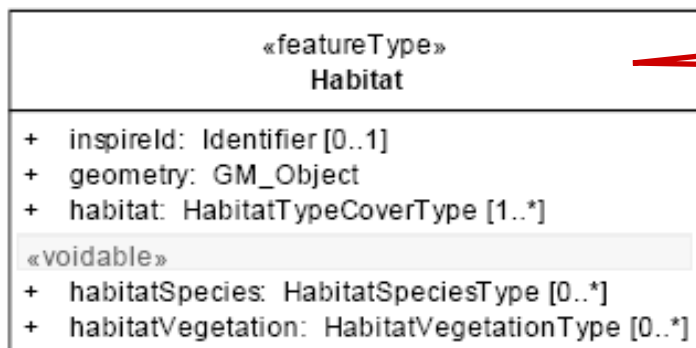 «featureType»
Habitat
+ inspireId: Identifier [0..1]
+ geometry: GM_Object
+ habitat: HabitatTypeCoverType [1..*]
«voidable»
+ habitatSpecies: HabitatSpeciesType [0..*]
+ habitatVegetation: HabitatVegetationType [0..*]